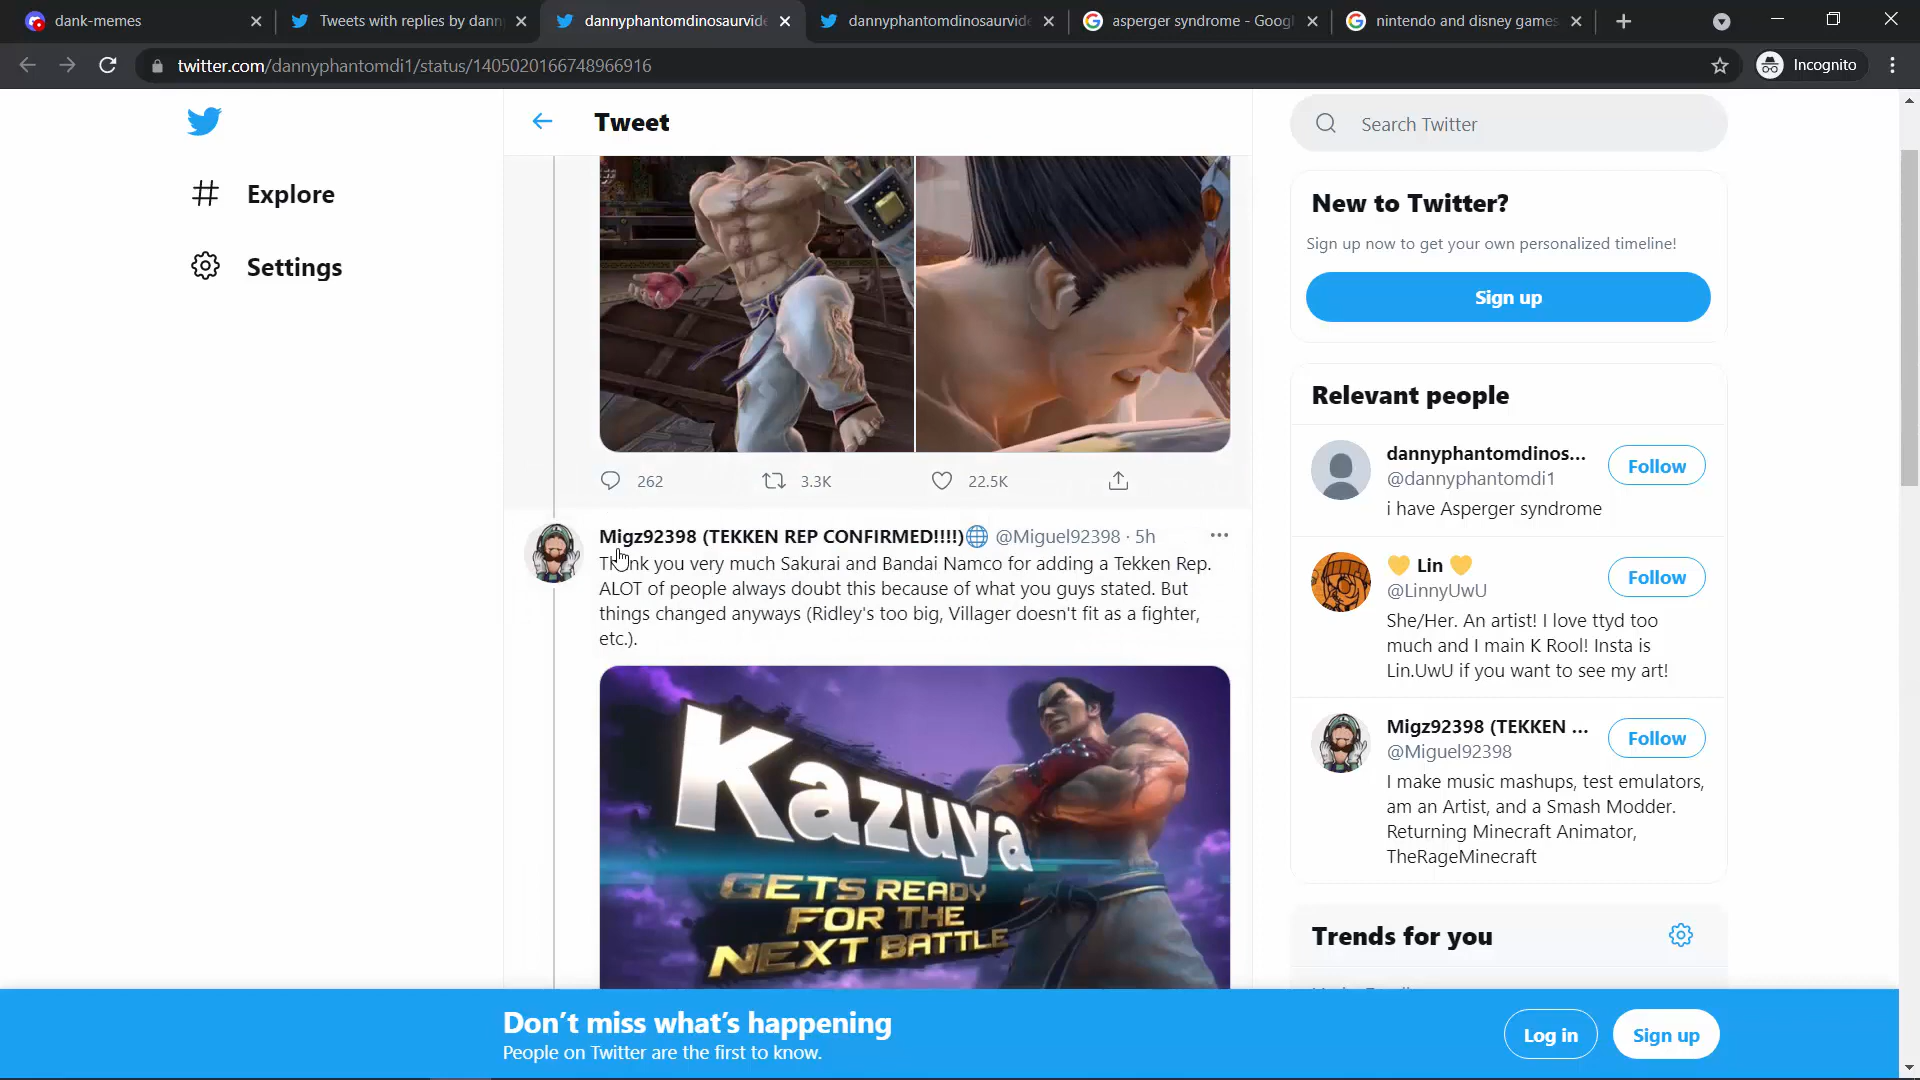 dank-memes
Tweets with replies by dann
dannyphantomdinosaurvide
dannyphantomdinosaurvide
asperger syndrome - Googl
nintendo and disney games
twitter.com/dannyphantomdi1/status/1405020166748966916
Incognito
Explore
Settings
Tweet
262
3.3K
22.5K
Migz92398 (TEKKEN REP CONFIRMED!!!!) @Miguel92398 · 5h
Thank you very much Sakurai and Bandai Namco for adding a Tekken Rep.
ALOT of people always doubt this because of what you guys stated. But
things changed anyways (Ridley's too big, Villager doesn't fit as a fighter,
etc.).
Kazuya
GETS READY
FOR THE
NEXT BATTLE
Search Twitter
New to Twitter?
Sign up now to get your own personalized timeline!
Sign up
Relevant people
dannyphantomdinos...
@dannyphantomdi1
Follow
i have Asperger syndrome
Lin
@LinnyUwU
Follow
She/Her. An artist! I love ttyd too
much and I main K Rool! Insta is
Lin.UwU if you want to see my art!
Migz92398 (TEKKEN ...
@Miguel92398
Follow
I make music mashups, test emulators,
am an Artist, and a Smash Modder.
Returning Minecraft Animator,
TheRageMinecraft
Trends for you
Don't miss what's happening
People on Twitter are the first to know.
Log in
Sign up